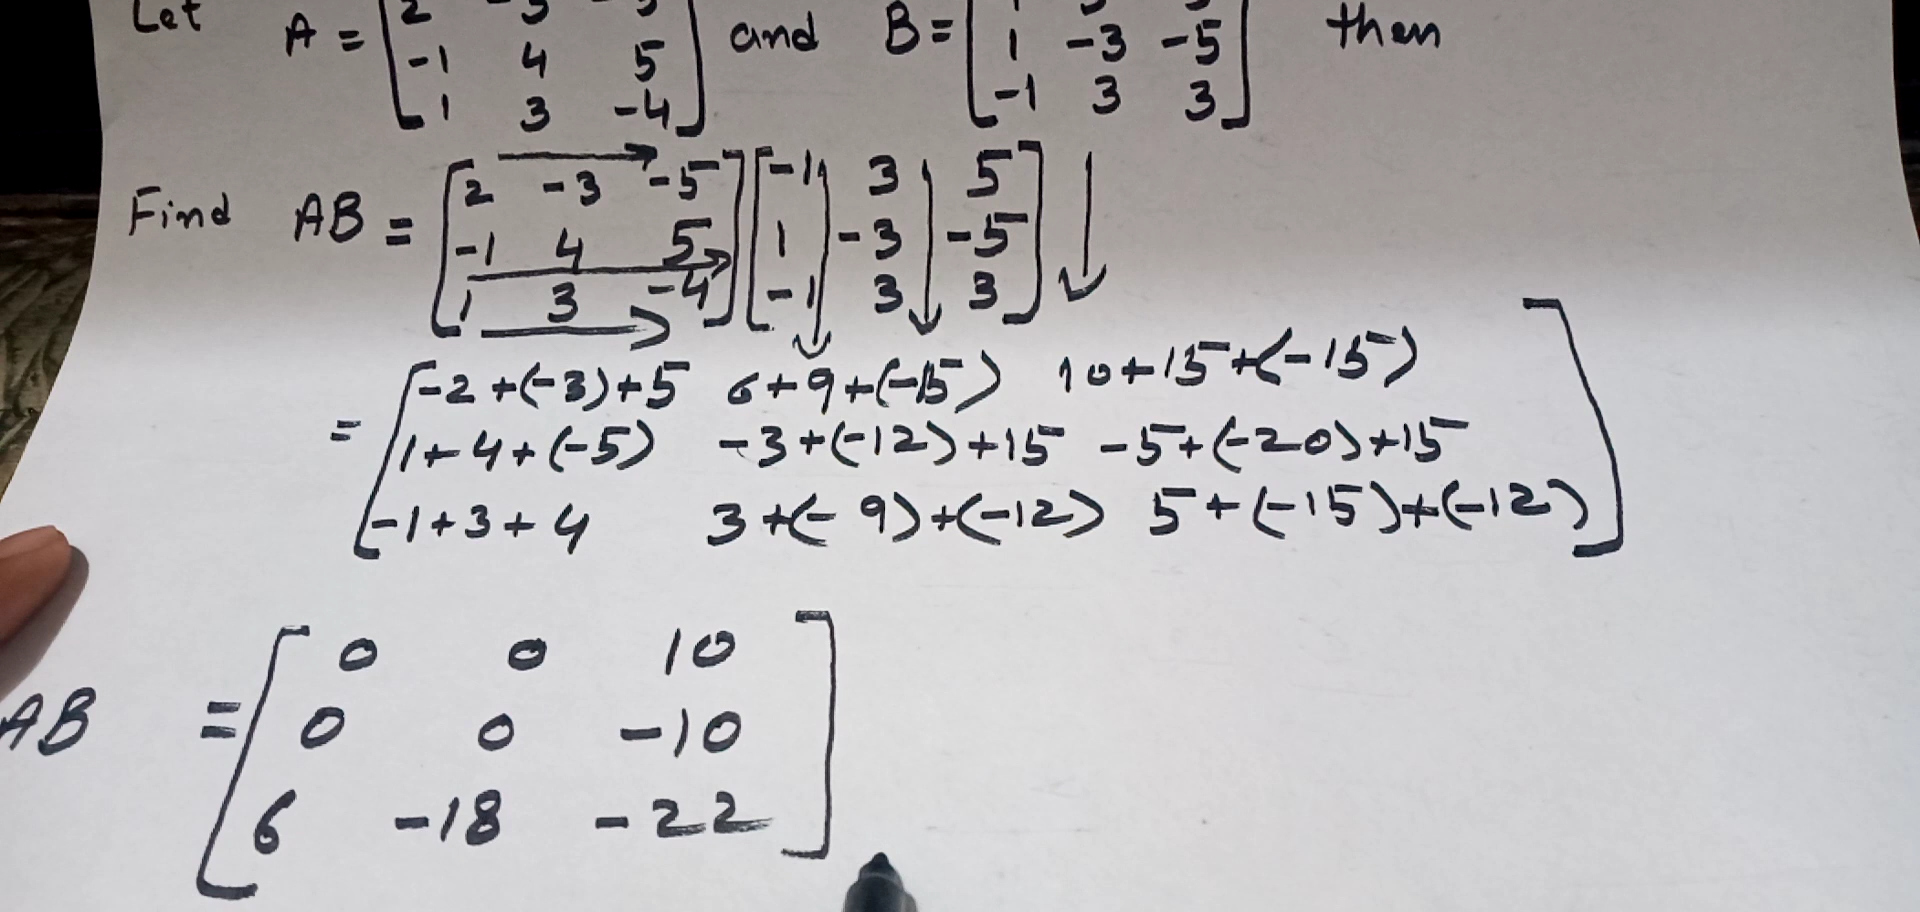 Let A = [2 -3 -5 and B = [ then
-1 4 5 1 -3 -5
1 3 -4] -1 3 3]
Find AB = [2 -3 -5] [-1 3 5]
-1 4 5 1 -3 -5
1 3 -4 -1 3 3
= [-2+(-3)+5 6+9+(-15) 10+15+(-15)
1+4+(-5) -3+(-12)+15 -5+(-20)+15
-1+3+4 3+(-9)+(-12) 5+(-15)+(-12)]
AB = [0 0 10
0 0 -10
6 -18 -22]